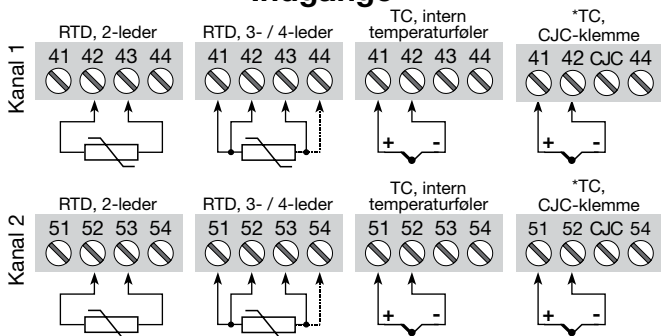 Indgange
RTD, 2-leder
RTD, 3- / 4-leder
TC, intern
temperaturføler
*TC,
CJC-klemme
Kanal 1
41 42 43 44
41 42 43 44
41 42 43 44
41 42 CJC 44
+ -
+ -
RTD, 2-leder
RTD, 3- / 4-leder
TC, intern
temperaturføler
*TC,
CJC-klemme
Kanal 2
51 52 53 54
51 52 53 54
51 52 53 54
51 52 CJC 54
+ -
+ -